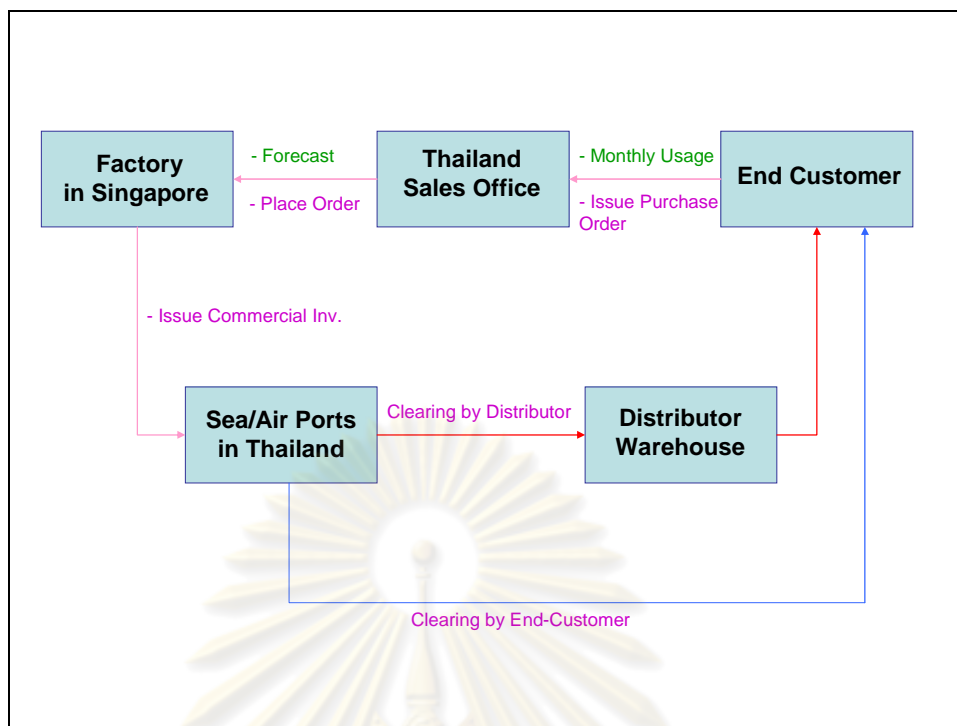 Factory
in Singapore
- Forecast
- Place Order
Thailand
Sales Office
- Monthly Usage
- Issue Purchase
Order
End Customer
- Issue Commercial Inv.
Sea/Air Ports
in Thailand
Clearing by Distributor
Distributor
Warehouse
Clearing by End-Customer